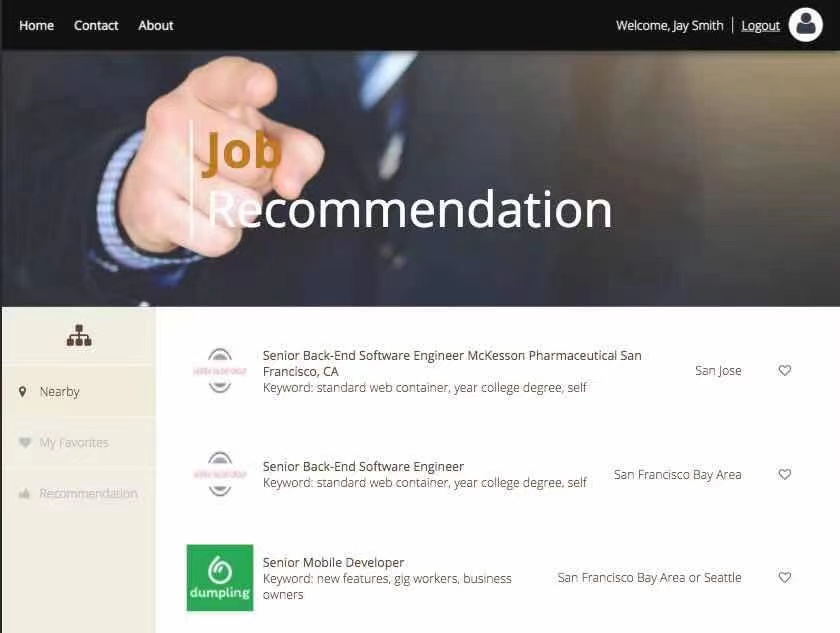 Home Contact About Welcome, Jay Smith Logout
Job
Recommendation
Nearby
My Favorites
Recommendation
Senior Back-End Software Engineer McKesson Pharmaceutical San
Francisco, CA
Keyword: standard web container, year college degree, self
San Jose
Senior Back-End Software Engineer
Keyword: standard web container, year college degree, self
San Francisco Bay Area
dumpling
Senior Mobile Developer
Keyword: new features, gig workers, business
owners
San Francisco Bay Area or Seattle